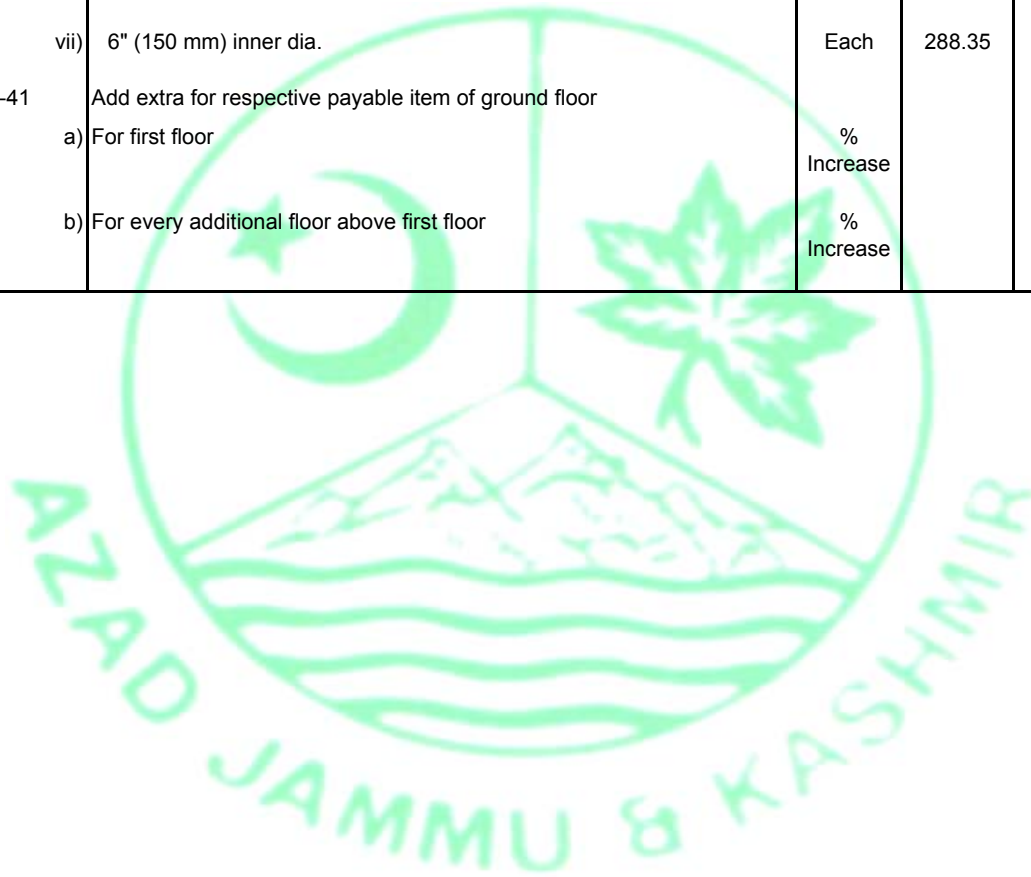 vii) 6" (150 mm) inner dia. Each 288.35
-41 Add extra for respective payable item of ground floor
a) For first floor %
Increase
b) For every additional floor above first floor %
Increase
AZAD JAMMU & KASHMIR